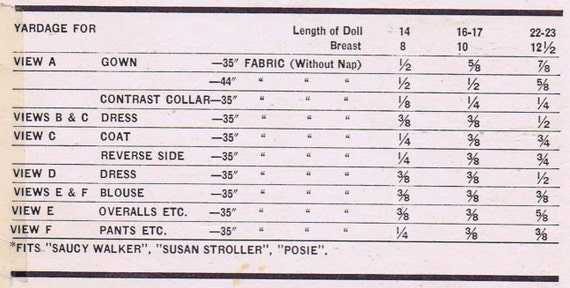 YARDAGE FOR Length of Doll 14 16-17 22-23
Breast 8 10 12½
VIEW A GOWN —35″ FABRIC (Without Nap) ½ ⅝ ⅞
—44″ “ “ “ ½ ½ ⅝
CONTRAST COLLAR—35″ “ “ “ ⅛ ¼ ¼
VIEWS B & C DRESS —35″ “ “ “ ⅜ ⅜ ½
VIEW C COAT —35″ “ “ “ ¼ ⅜ ¾
REVERSE SIDE —35″ “ “ “ ¼ ⅜ ¾
VIEW D DRESS —35″ “ “ “ ⅜ ⅜ ½
VIEWS E & F BLOUSE —35″ “ “ “ ⅜ ⅜ ⅜
VIEW E OVERALLS ETC. —35″ “ “ “ ⅜ ⅜ ⅝
VIEW F PANTS ETC. —35″ “ “ “ ¼ ⅜ ⅜
*FITS "SAUCY WALKER", "SUSAN STROLLER", "POSIE".